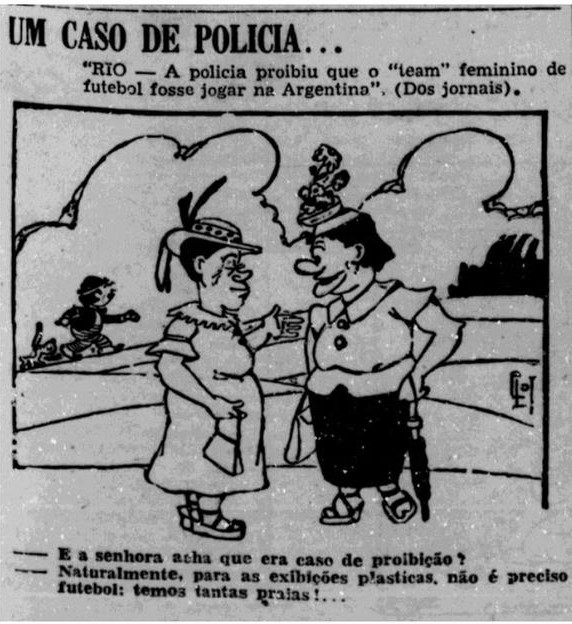 UM CASO DE POLICIA...
"RIO — A policia proibiu que o "team" feminino de
futebol fosse jogar na Argentina". (Dos jornais).
— E a senhora acha que era caso de proibição?
— Naturalmente, para as exibições plasticas, não é preciso
futebol: temos tantas praias!...